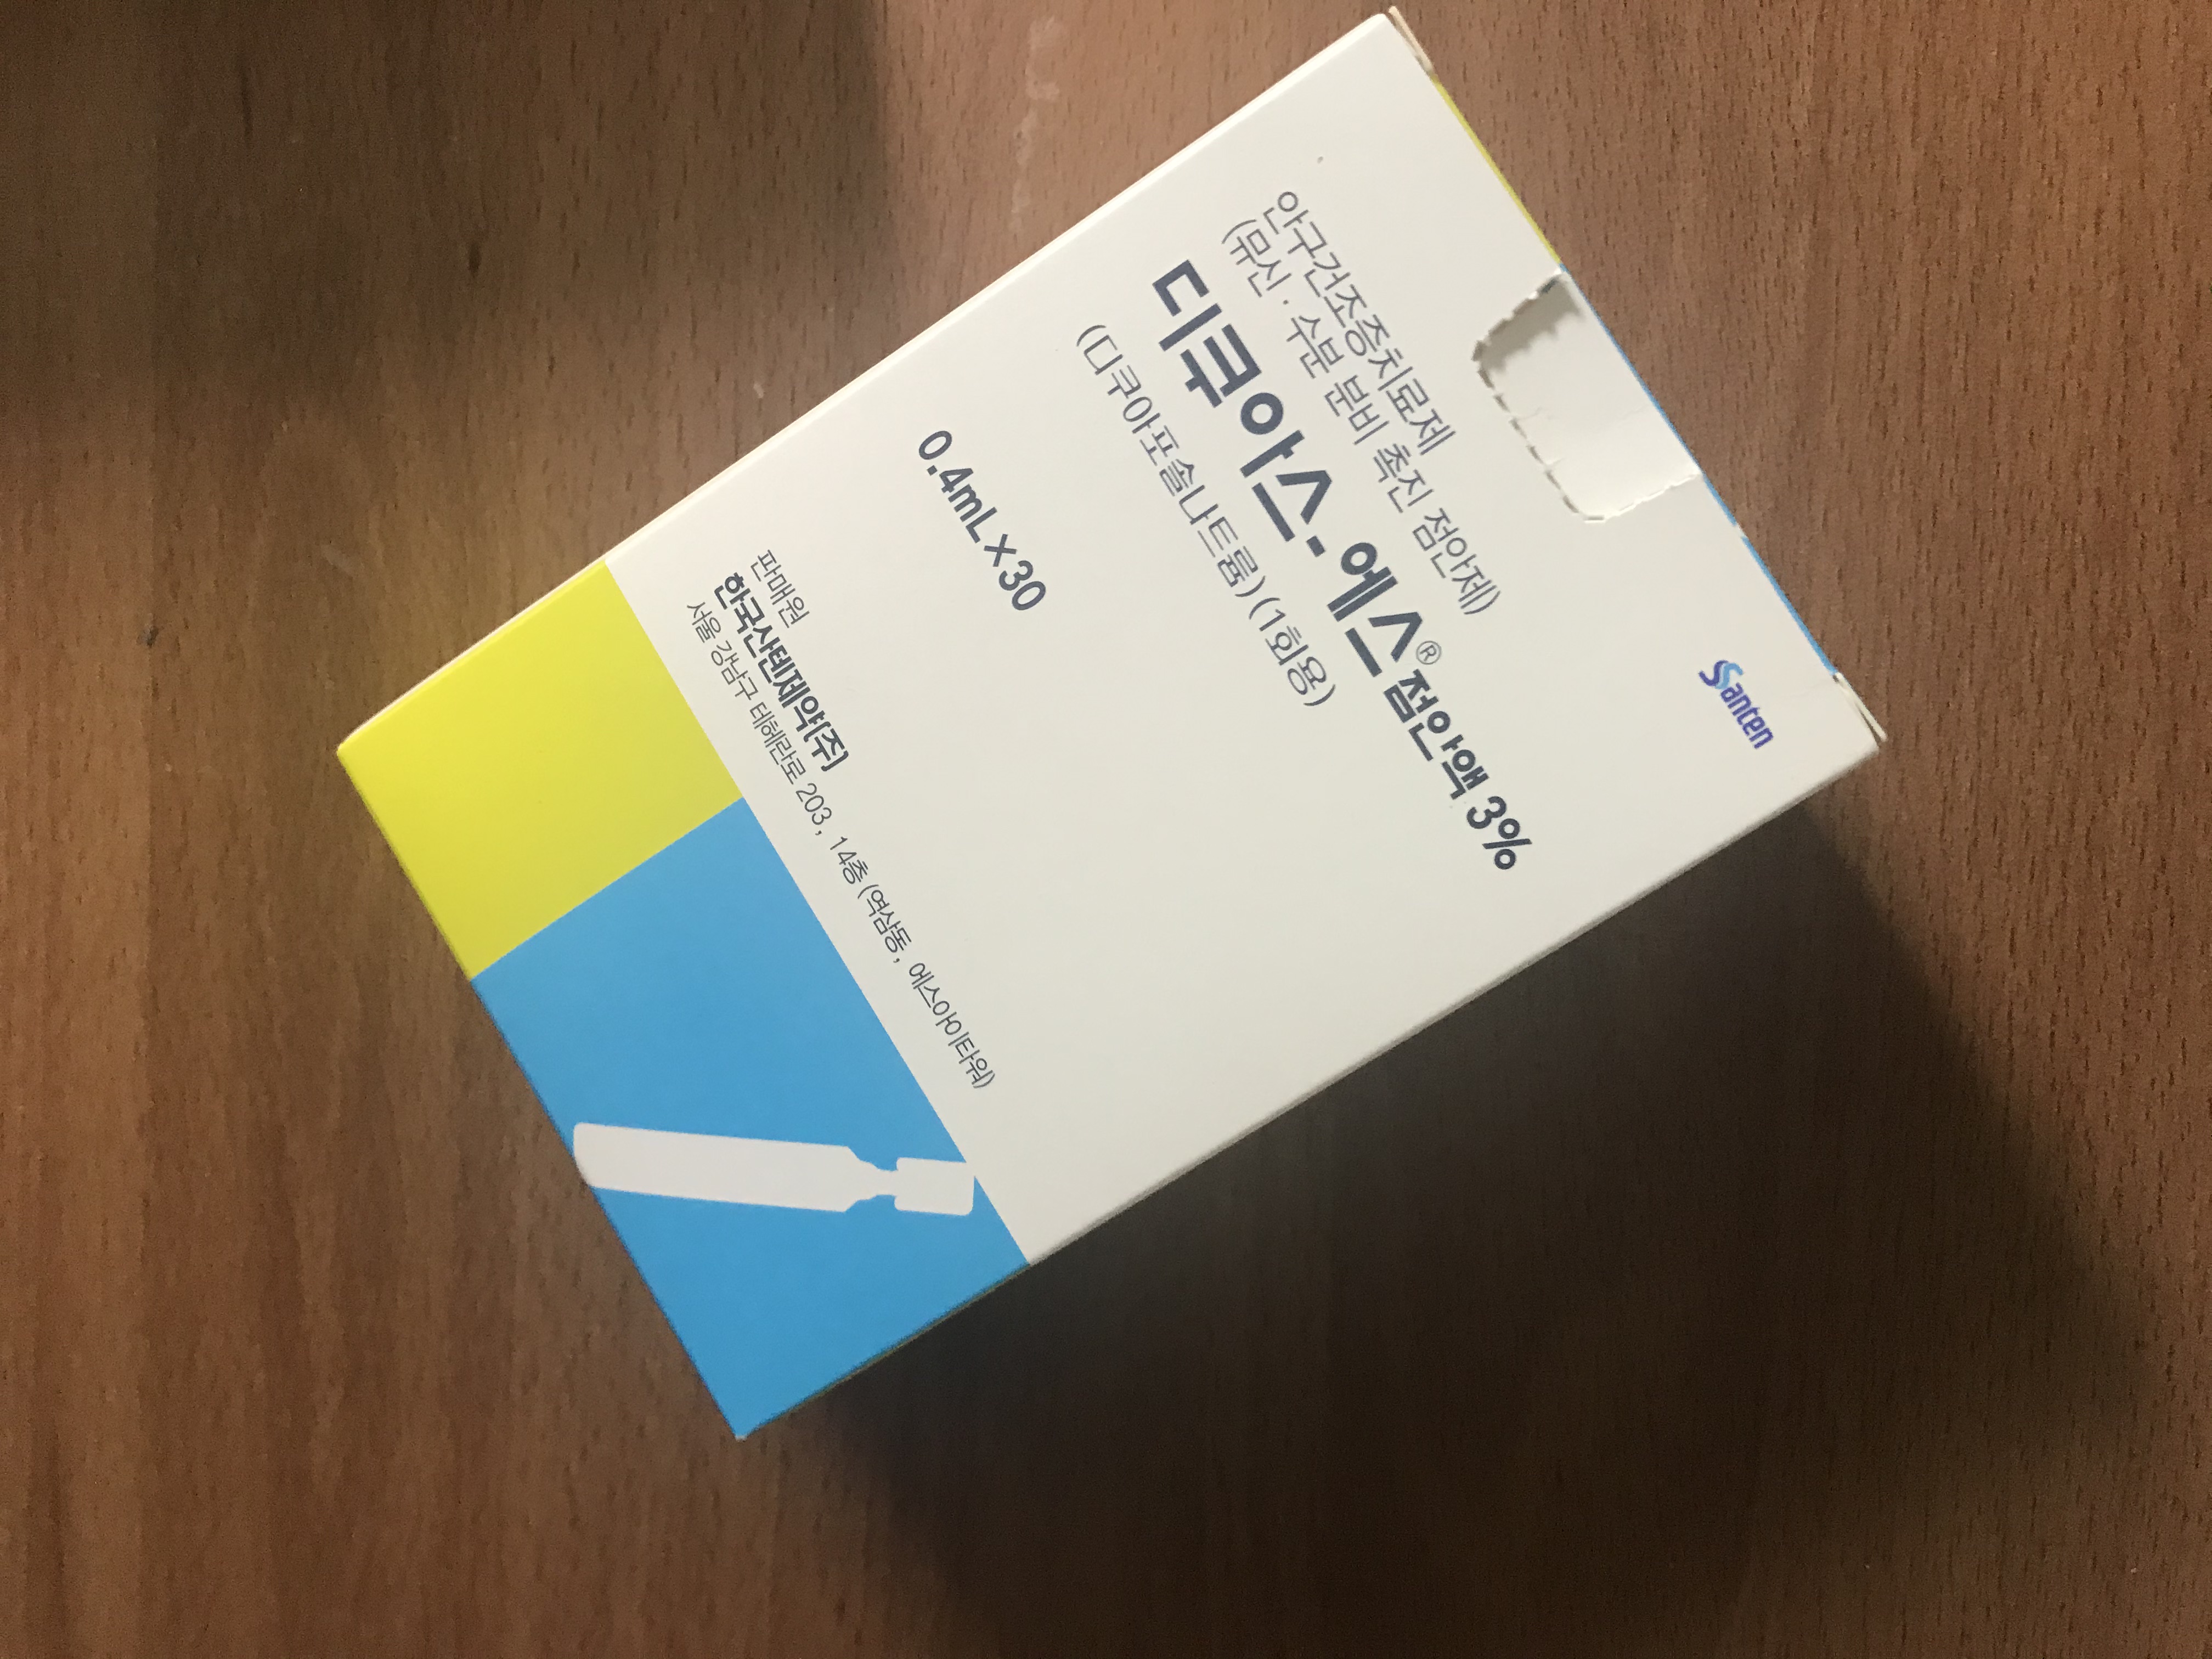 Santen
안구건조증치료제
(뮤신 · 수분 분비 촉진 점안제)
디쿠아스-에스® 점안액 3%
(디쿠아포솔나트륨) (1회용)
0.4mL×30
판매원
한국산텐제약(주)
서울 강남구 테헤란로 203, 14층 (역삼동, 에스아이타워)